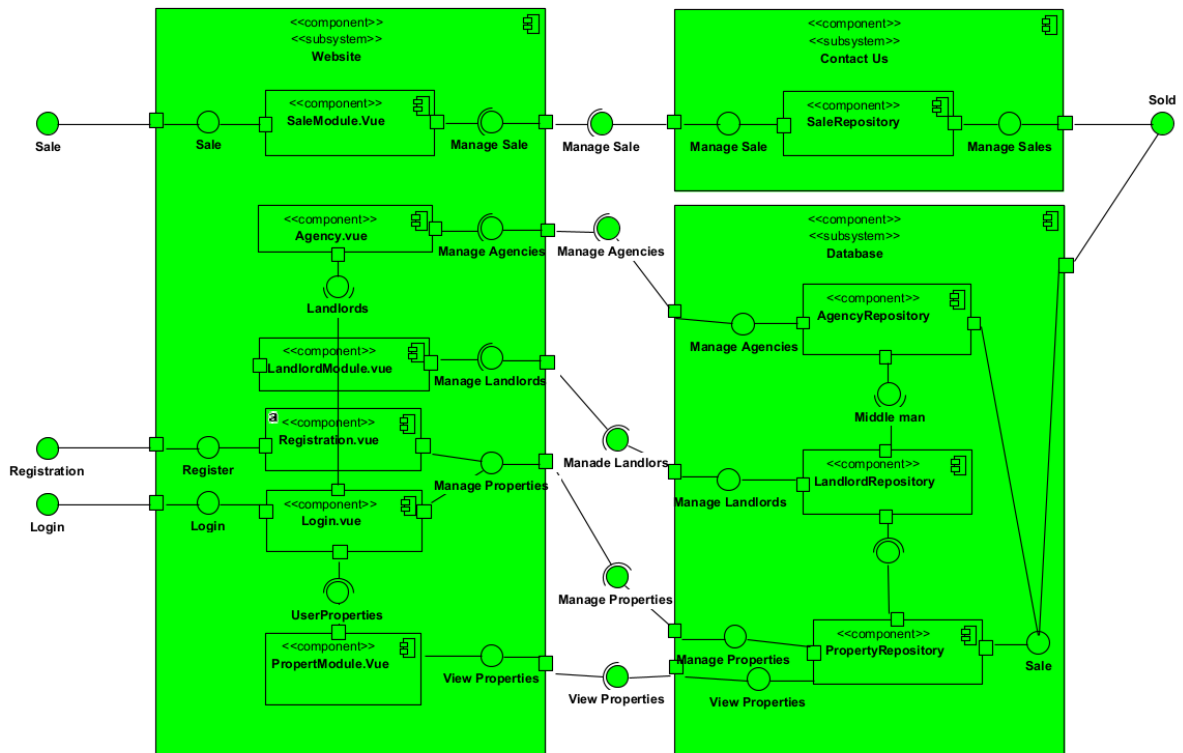 <<component>>
<<subsystem>>
Website
<<component>>
SaleModule.Vue
Sale
Sale
Manage Sale
Manage Sale
<<component>>
<<subsystem>>
Contact Us
<<component>>
SaleRepository
Manage Sale
Manage Sales
Sold
<<component>>
Agency.vue
Manage Agencies
Manage Agencies
Landlords
<<component>>
LandlordModule.vue
Manage Landlords
a
<<component>>
Registration.vue
Registration
Register
Manage Properties
Manade Landlors
<<component>>
Login.vue
Login
Login
UserProperties
Manage Properties
<<component>>
PropertModule.Vue
View Properties
View Properties
<<component>>
<<subsystem>>
Database
<<component>>
AgencyRepository
Manage Agencies
Middle man
<<component>>
LandlordRepository
Manage Landlords
<<component>>
PropertyRepository
Manage Properties
View Properties
Sale